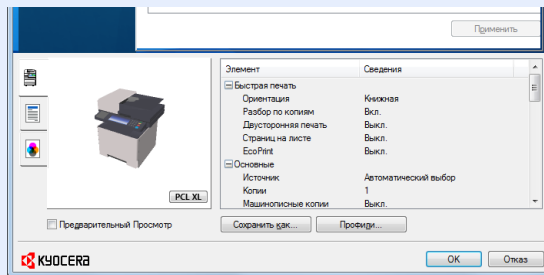 Применить
Элемент Сведения
Быстрая печать
Ориентация Книжная
Разбор по копиям Вкл.
Двусторонняя печать Выкл.
Страниц на листе Выкл.
EcoPrint Выкл.
Основные
Источник Автоматический выбор
Копии 1
Машинописные копии Выкл.
PCL XL
Предварительный Просмотр Сохранить как... Профили...
KYOCERA OK Отказ